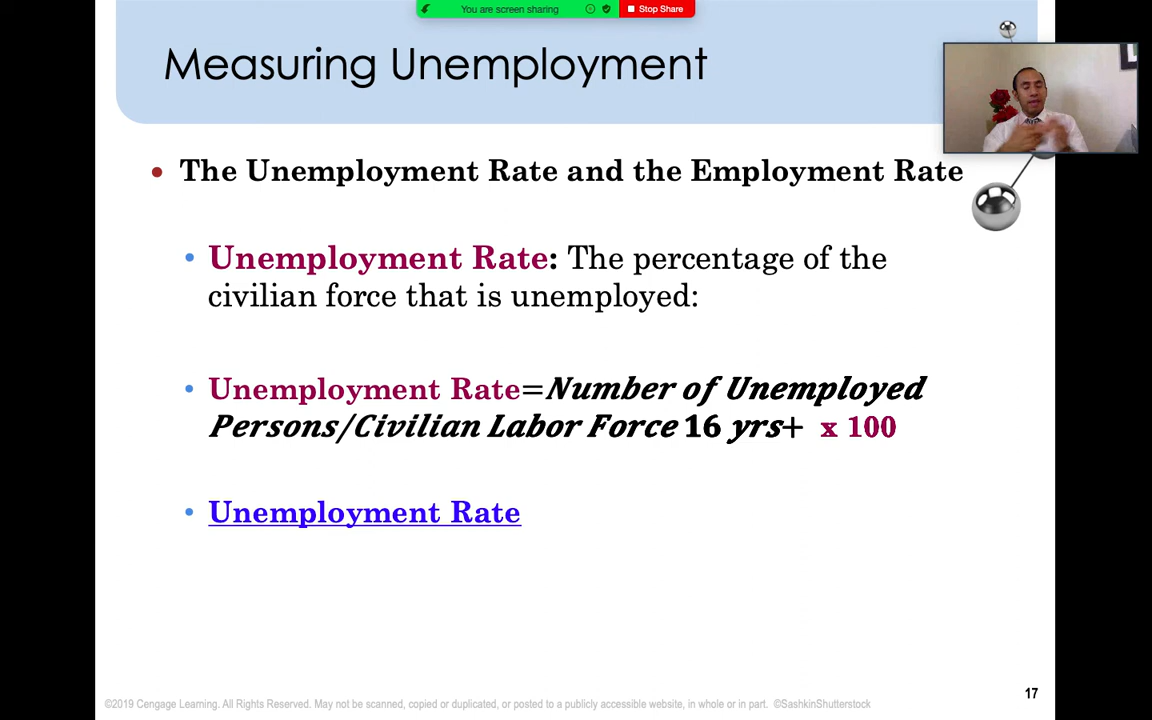 You are screen sharing
Stop Share
Measuring Unemployment
• The Unemployment Rate and the Employment Rate
• Unemployment Rate: The percentage of the
civilian force that is unemployed:
• Unemployment Rate=Number of Unemployed
Persons/Civilian Labor Force 16 yrs+ x 100
• Unemployment Rate
©2019 Cengage Learning. All Rights Reserved. May not be scanned, copied or duplicated, or posted to a publicly accessible website, in whole or in part. ©SashkinShutterstock
17